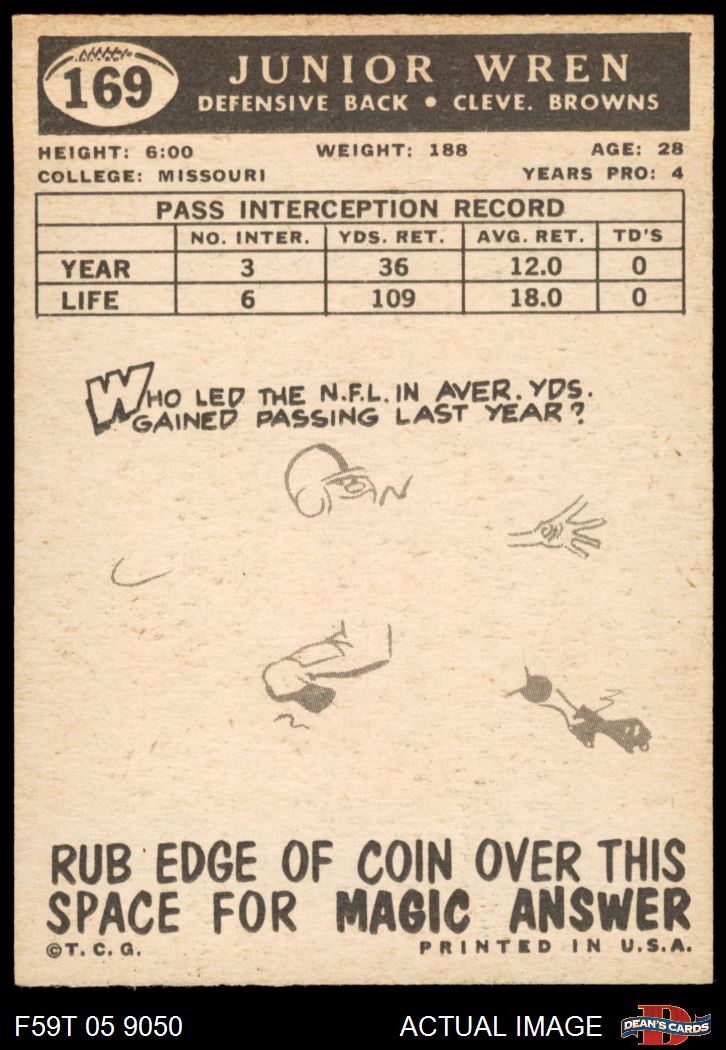 169
JUNIOR WREN
DEFENSIVE BACK • CLEVE. BROWNS
HEIGHT: 6:00 WEIGHT: 188 AGE: 28
COLLEGE: MISSOURI YEARS PRO: 4
PASS INTERCEPTION RECORD
NO. INTER. YDS. RET. AVG. RET. TD'S
YEAR 3 36 12.0 0
LIFE 6 109 18.0 0
WHO LED THE N.F.L. IN AVER. YDS.
GAINED PASSING LAST YEAR?
RUB EDGE OF COIN OVER THIS
SPACE FOR MAGIC ANSWER
©T.C.G. PRINTED IN U.S.A.
F59T 05 9050 ACTUAL IMAGE D DEAN'S CARDS